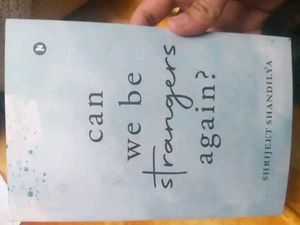 can
we be
strangers
again?
SHRIJEET SHANDILYA